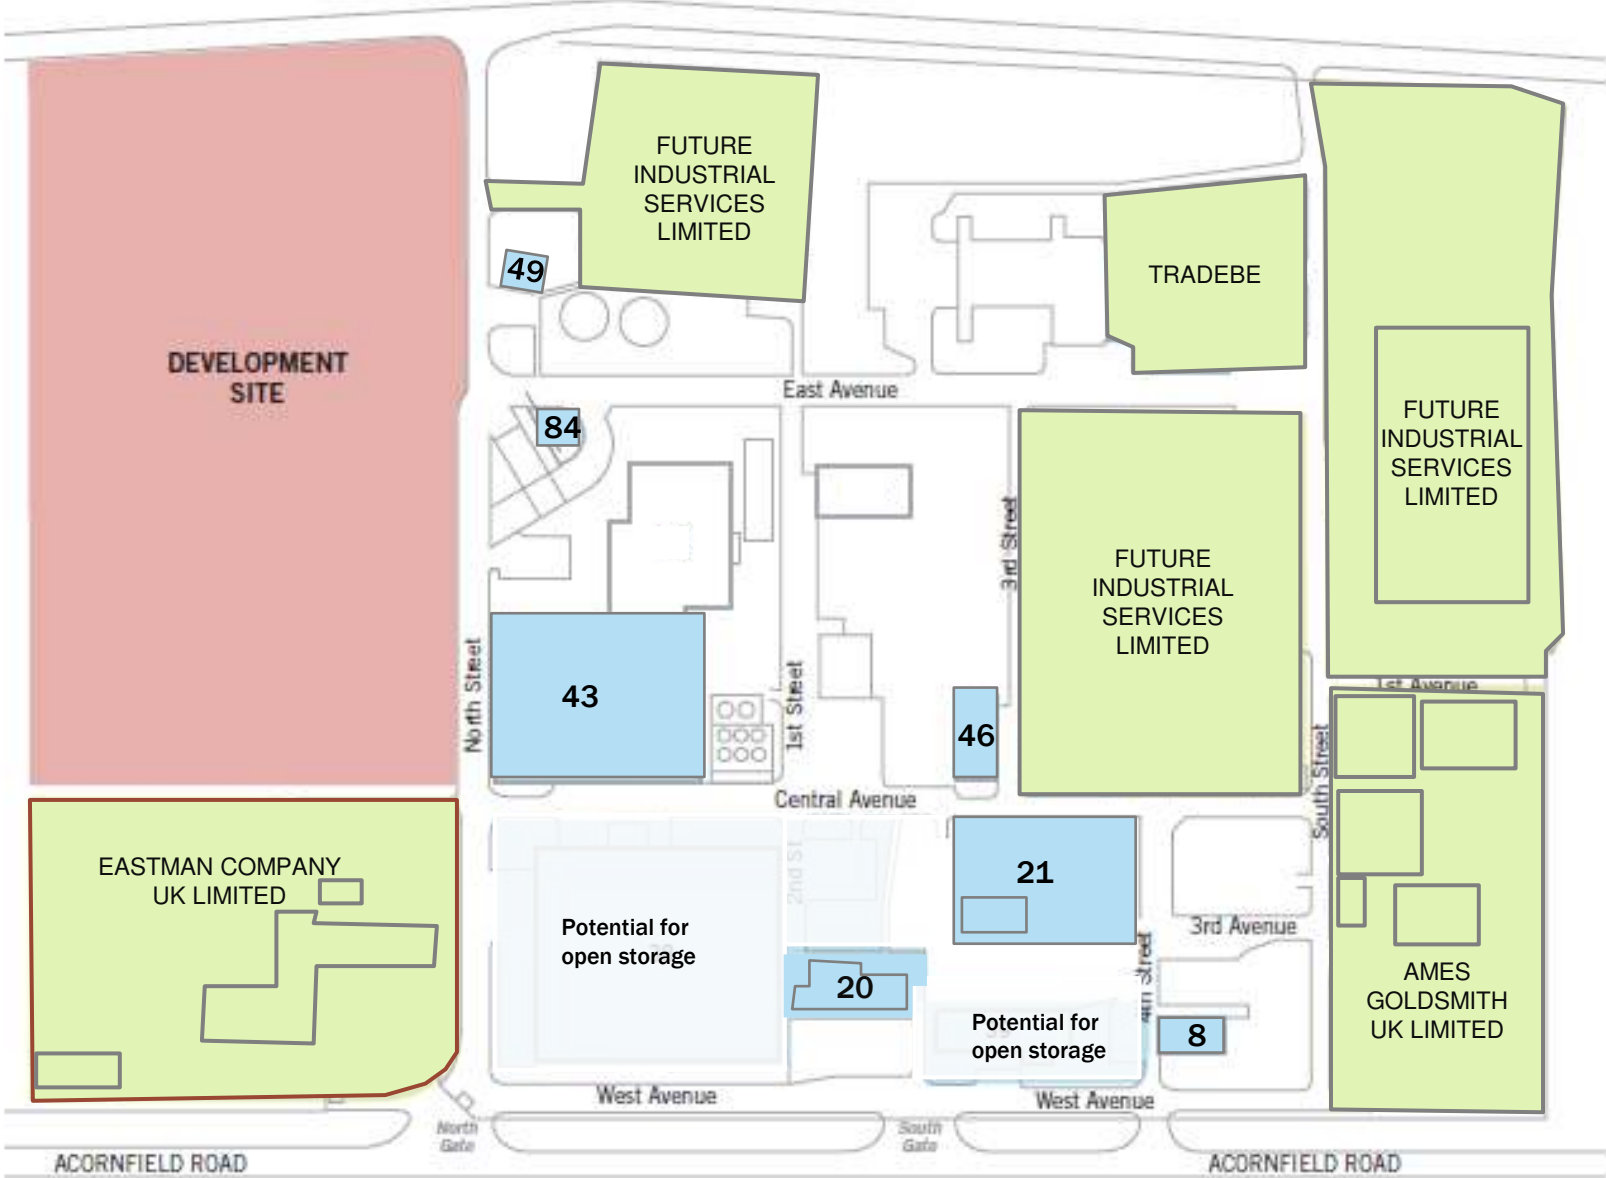 FUTURE
INDUSTRIAL
SERVICES
LIMITED
49
TRADEBE
DEVELOPMENT
SITE
East Avenue
84
FUTURE
INDUSTRIAL
SERVICES
LIMITED
3rd Street
FUTURE
INDUSTRIAL
SERVICES
LIMITED
North Street
43
1st Street
46
1st Avenue
South Street
Central Avenue
EASTMAN COMPANY
UK LIMITED
2nd St
21
Potential for
open storage
3rd Avenue
4th Street
20
AMES
GOLDSMITH
UK LIMITED
Potential for
open storage
8
West Avenue
West Avenue
North
Gate
South
Gate
ACORNFIELD ROAD
ACORNFIELD ROAD